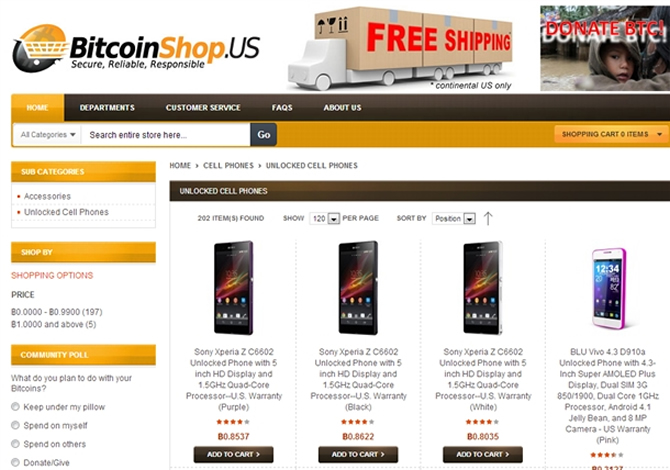 BitcoinShop.US
Secure, Reliable, Responsible
FREE SHIPPING
* continental US only
DONATE BTC!
HOME DEPARTMENTS CUSTOMER SERVICE FAQS ABOUT US
All Categories Search entire store here... Go SHOPPING CART 0 ITEMS
SUB CATEGORIES
Accessories
Unlocked Cell Phones
SHOP BY
SHOPPING OPTIONS
PRICE
฿0.0000 - ฿0.9900 (197)
฿1.0000 and above (5)
COMMUNITY POLL
What do you plan to do with your
Bitcoins?
Keep under my pillow
Spend on myself
Spend on others
Donate/Give
HOME > CELL PHONES > UNLOCKED CELL PHONES
UNLOCKED CELL PHONES
202 ITEM(S) FOUND SHOW 120 PER PAGE SORT BY Position
Sony Xperia Z C6602
Unlocked Phone with 5
inch HD Display and
1.5GHz Quad-Core
Processor--U.S. Warranty
(Purple)
฿0.8537
ADD TO CART >
Sony Xperia Z C6602
Unlocked Phone with 5
inch HD Display and
1.5GHz Quad-Core
Processor--U.S. Warranty
(Black)
฿0.8622
ADD TO CART >
Sony Xperia Z C6602
Unlocked Phone with 5
inch HD Display and
1.5GHz Quad-Core
Processor--U.S. Warranty
(White)
฿0.8035
ADD TO CART >
12:34
BLU Vivo 4.3 D910a
Unlocked Phone with 4.3-
Inch Super AMOLED Plus
Display, Dual SIM 3G
850/1900, Dual Core 1GHz
Processor, Android 4.1
Jelly Bean, and 8 MP
Camera - US Warranty
(Pink)